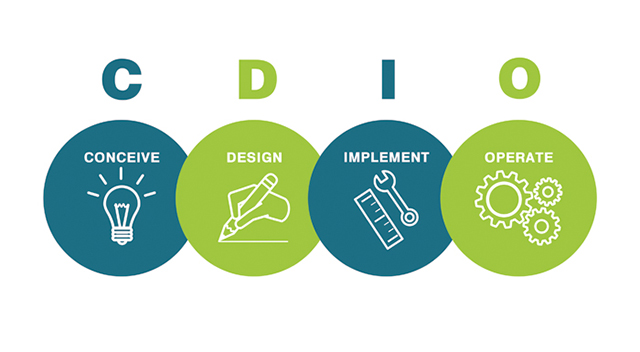 C D I O
CONCEIVE DESIGN IMPLEMENT OPERATE